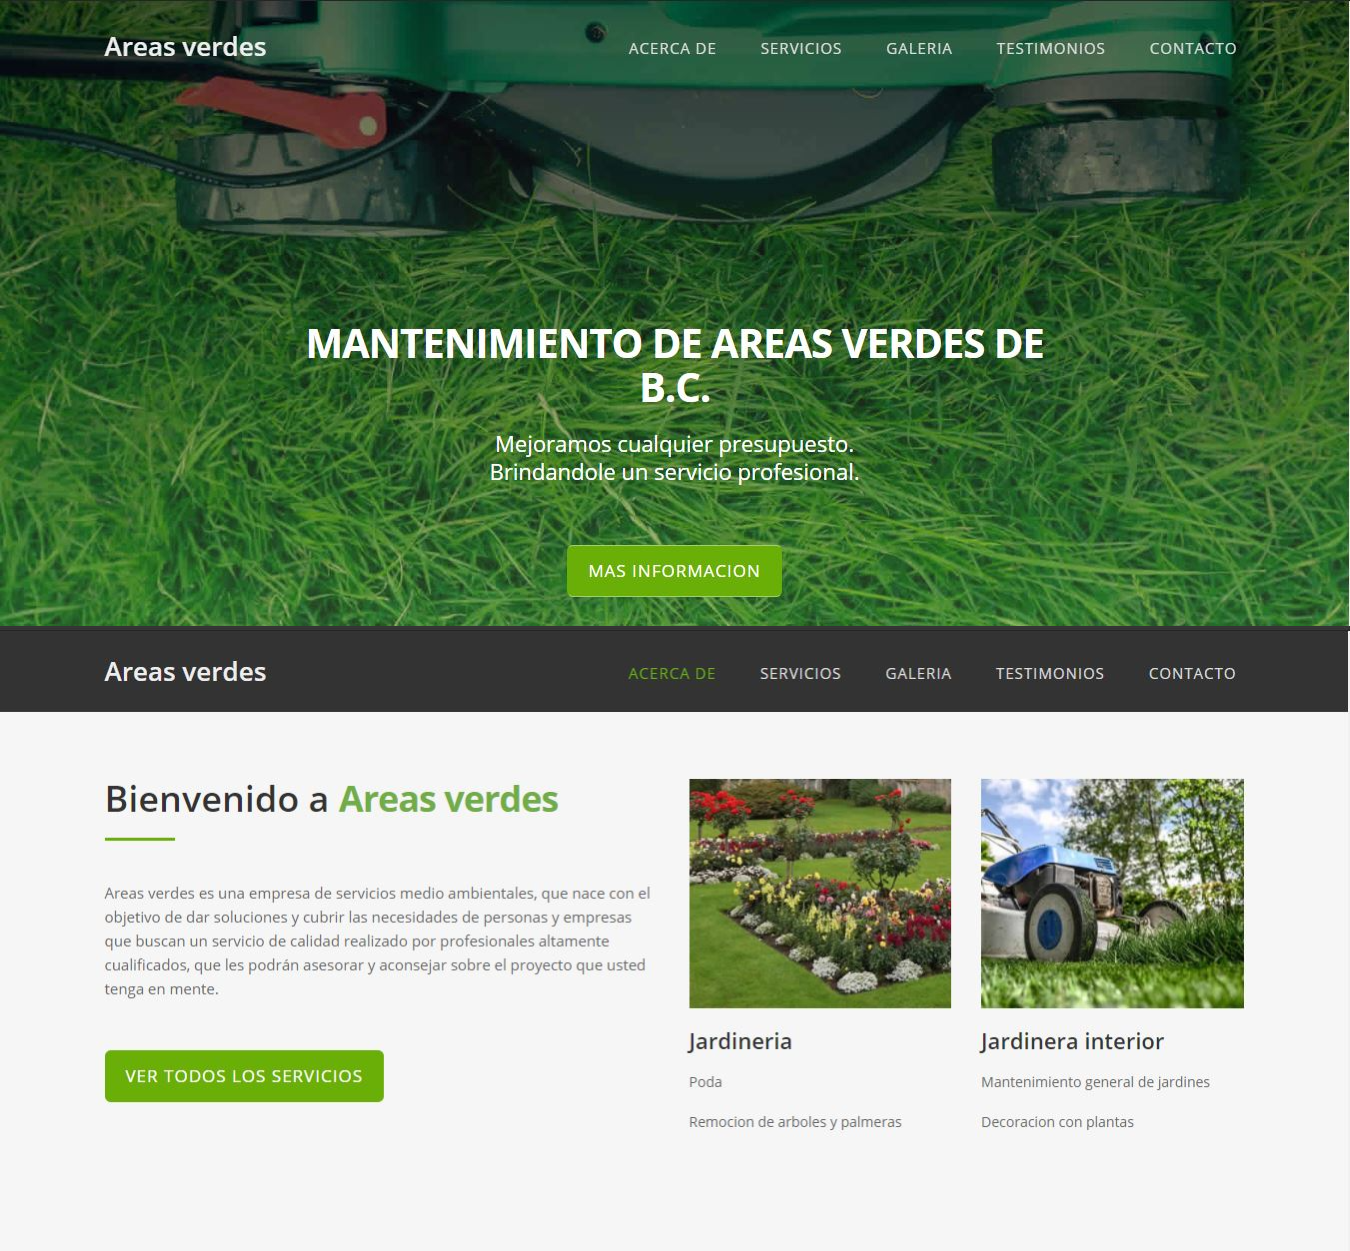 Areas verdes
ACERCA DE
SERVICIOS
GALERIA
TESTIMONIOS
CONTACTO
MANTENIMIENTO DE AREAS VERDES DE
B.C.
Mejoramos cualquier presupuesto.
Brindandole un servicio profesional.
MAS INFORMACION
Areas verdes
ACERCA DE
SERVICIOS
GALERIA
TESTIMONIOS
CONTACTO
Bienvenido a Areas verdes
Areas verdes es una empresa de servicios medio ambientales, que nace con el
objetivo de dar soluciones y cubrir las necesidades de personas y empresas
que buscan un servicio de calidad realizado por profesionales altamente
cualificados, que les podrán asesorar y aconsejar sobre el proyecto que usted
tenga en mente.
VER TODOS LOS SERVICIOS
Jardineria
Poda
Remocion de arboles y palmeras
Jardinera interior
Mantenimiento general de jardines
Decoracion con plantas